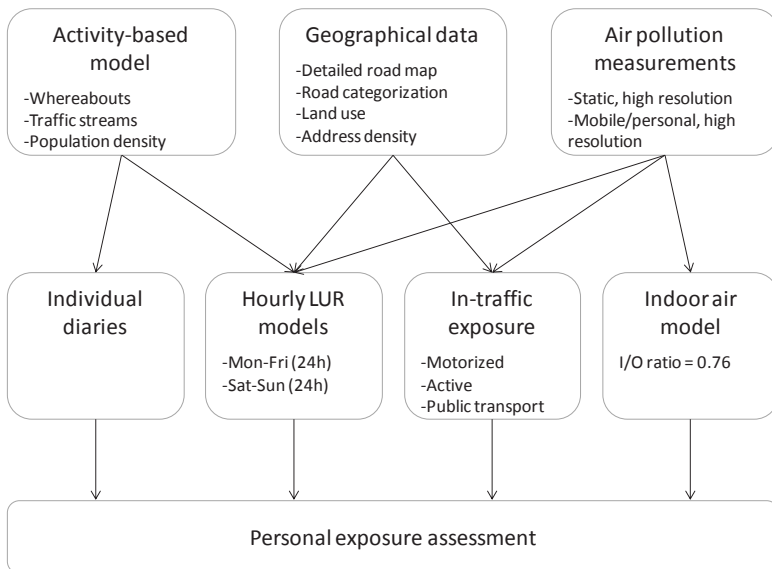 Activity-based
model
-Whereabouts
-Traffic streams
-Population density
Geographical data
-Detailed road map
-Road categorization
-Land use
-Address density
Air pollution
measurements
-Static, high resolution
-Mobile/personal, high
resolution
Individual
diaries
Hourly LUR
models
-Mon-Fri (24h)
-Sat-Sun (24h)
In-traffic
exposure
-Motorized
-Active
-Public transport
Indoor air
model
I/O ratio = 0.76
Personal exposure assessment